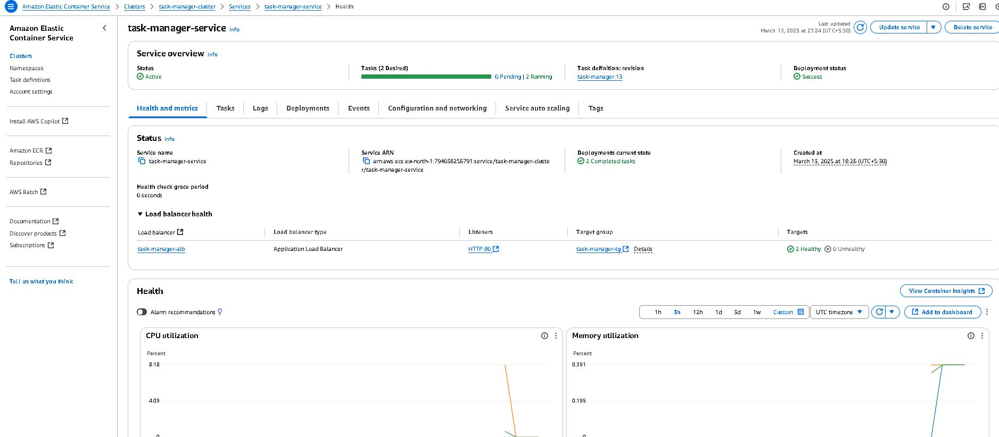 Amazon Elastic Container Service > Clusters > task-manager-cluster > Services > task-manager-service > Health
Amazon Elastic
Container Service
Clusters
Namespaces
Task definitions
Account settings
Install AWS Copilot
Amazon ECR
Repositories
AWS Batch
Documentation
Discover products
Subscriptions
Tell us what you think
task-manager-service Info
Last updated
March 13, 2025 at 23:24 (UTC+5:30)
Update service
Delete service
Service overview Info
Status
Active
Tasks (2 Desired)
0 Pending | 2 Running
Task definition: revision
task-manager:13
Deployment status
Success
Health and metrics
Tasks
Logs
Deployments
Events
Configuration and networking
Service auto scaling
Tags
Status Info
Service name
task-manager-service
Service ARN
arn:aws:ecs:eu-north-1:794038256791:service/task-manager-cluste
r/task-manager-service
Deployments current state
2 Completed tasks
Created at
March 13, 2025 at 18:26 (UTC+5:30)
Health check grace period
0 seconds
Load balancer health
Load balancer Load balancer type Listeners Target group Targets
task-manager-alb Application Load Balancer HTTP:80 task-manager-tg Details 2 Healthy 0 Unhealthy
Health
View Container Insights
Alarm recommendations
1h 3h 12h 1d 3d 1w Custom UTC timezone Add to dashboard
CPU utilization
Percent
8.18
4.09
0
Memory utilization
Percent
0.391
0.195
0